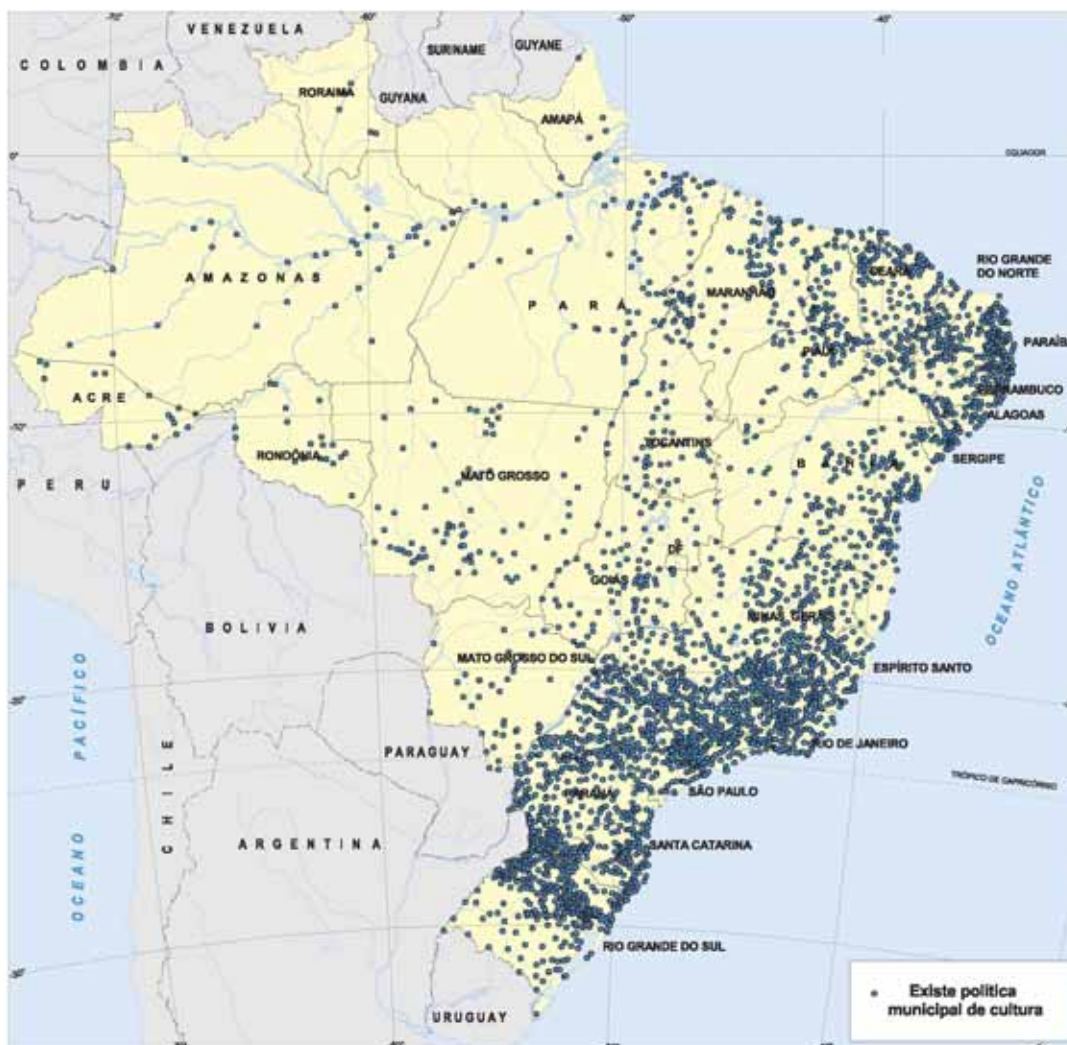 VENEZUELA
COLOMBIA
SURINAME
GUYANE
GUYANA
RORAIMA
AMAPÁ
EQUADOR
0°
AMAZONAS
PARÁ
MARANHÃO
CEARÁ
RIO GRANDE
DO NORTE
PIAUÍ
PARAÍB
PERNAMBUCO
ALAGOAS
SERGIPE
ACRE
RONDÔNIA
TOCANTINS
BAHIA
MATO GROSSO
PERU
DF
GOIÁS
OCEANO ATLÂNTICO
BOLIVIA
MINAS GERAIS
MATO GROSSO DO SUL
ESPÍRITO SANTO
OCEANO PACÍFICO
CHILE
PARAGUAY
RIO DE JANEIRO
TRÓPICO DE CAPRICÓRNIO
SÃO PAULO
PARANÁ
ARGENTINA
SANTA CATARINA
RIO GRANDE DO SUL
URUGUAY
Existe política
municipal de cultura